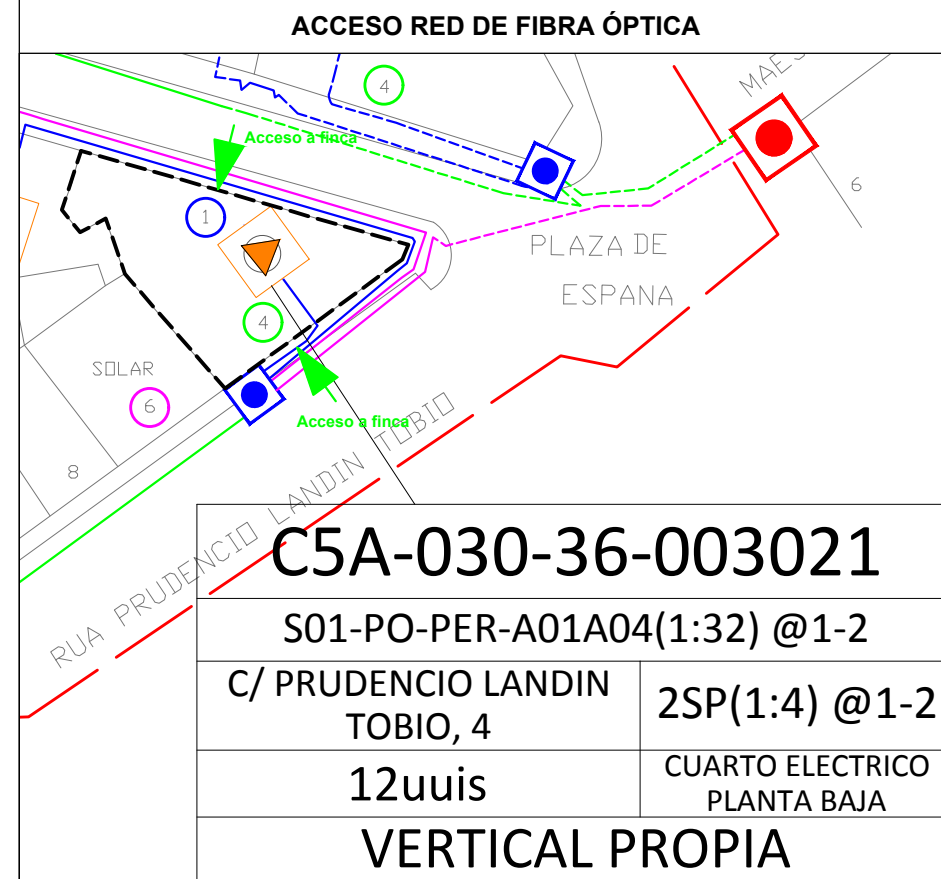 ACCESO RED DE FIBRA ÓPTICA
MAES
4
Acceso a finca
6
1
PLAZA DE
ESPANA
4
SOLAR
6
Acceso a finca
8
RUA PRUDENCIO LANDIN TOBIO
C5A-030-36-003021
S01-PO-PER-A01A04(1:32) @1-2
C/ PRUDENCIO LANDIN
TOBIO, 4
2SP(1:4) @1-2
12uuis
CUARTO ELECTRICO
PLANTA BAJA
VERTICAL PROPIA